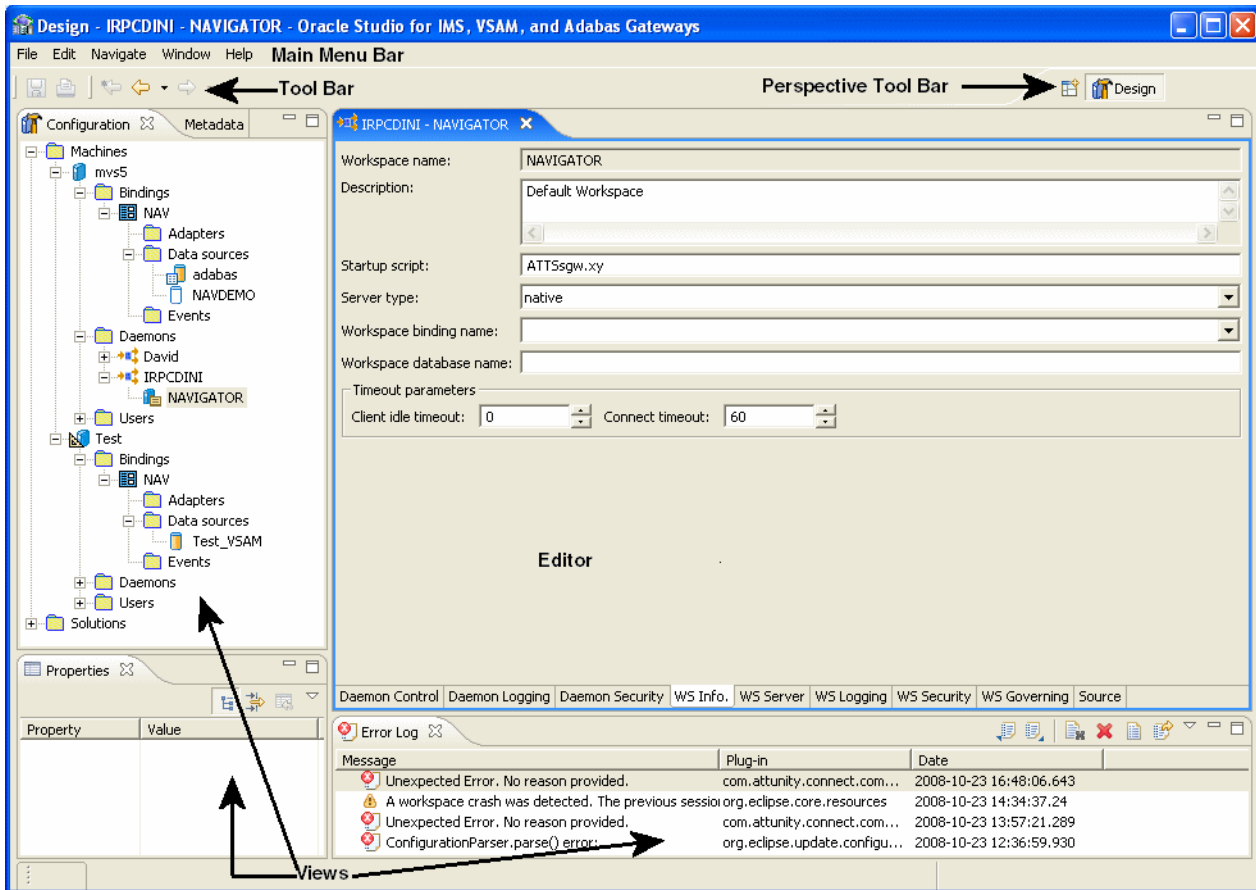 Design - IRPCDINI - NAVIGATOR - Oracle Studio for IMS, VSAM, and Adabas Gateways
File Edit Navigate Window Help Main Menu Bar
Tool Bar
Perspective Tool Bar
Design
Configuration
Metadata
Machines
mvs5
Bindings
NAV
Adapters
Data sources
adabas
NAVDEMO
Events
Daemons
David
IRPCDINI
NAVIGATOR
Users
Test
Bindings
NAV
Adapters
Data sources
Test_VSAM
Events
Daemons
Users
Solutions
IRPCDINI - NAVIGATOR
Workspace name: NAVIGATOR
Description: Default Workspace
Startup script: ATTSsgw.xy
Server type: native
Workspace binding name:
Workspace database name:
Timeout parameters
Client idle timeout: 0 Connect timeout: 60
Editor
Daemon Control Daemon Logging Daemon Security WS Info. WS Server WS Logging WS Security WS Governing Source
Properties
Property Value
Error Log
Message Plug-in Date
Unexpected Error. No reason provided. com.attunity.connect.com... 2008-10-23 16:48:06.643
A workspace crash was detected. The previous sessio org.eclipse.core.resources 2008-10-23 14:34:37.24
Unexpected Error. No reason provided. com.attunity.connect.com... 2008-10-23 13:57:21.289
ConfigurationParser.parse() error: org.eclipse.update.configu... 2008-10-23 12:36:59.930
Views